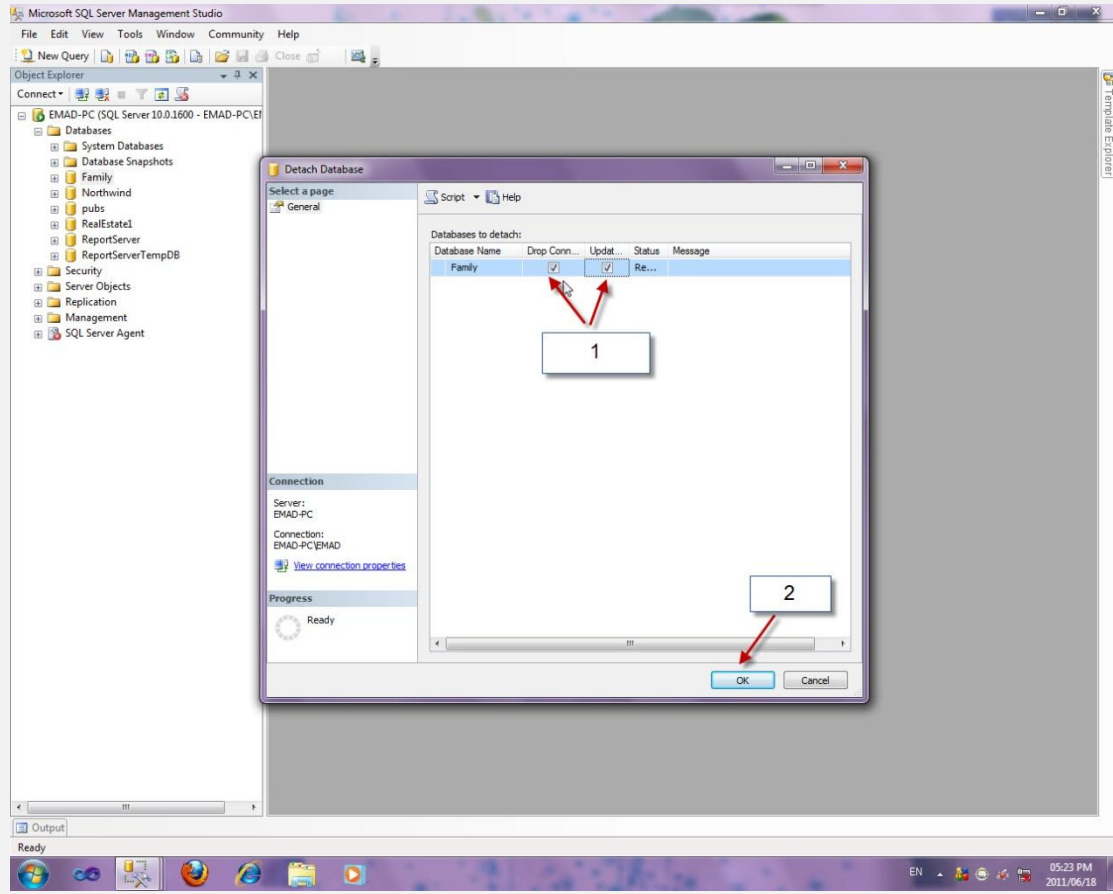 Microsoft SQL Server Management Studio
File Edit View Tools Window Community Help
New Query Close
Object Explorer
Connect
EMAD-PC (SQL Server 10.0.1600 - EMAD-PC\E
Databases
System Databases
Database Snapshots
Family
Northwind
pubs
RealEstate1
ReportServer
ReportServerTempDB
Security
Server Objects
Replication
Management
SQL Server Agent
Template Explorer
Detach Database
Select a page
General
Script Help
Databases to detach:
Database Name Drop Conn... Updat... Status Message
Family Re...
1
Connection
Server:
EMAD-PC
Connection:
EMAD-PC\EMAD
View connection properties
Progress
Ready
2
OK Cancel
Output
Ready
EN 05:23 PM
2011/06/18